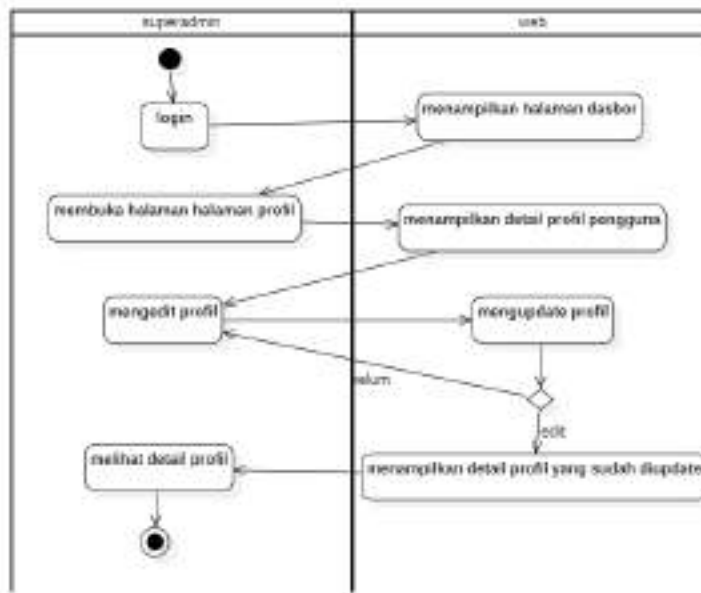 superadmin
web
login
menampilkan halaman dasbor
membuka halaman halaman profil
menampilkan detail profil pengguna
mengedit profil
mengupdate profil
belum
edit
melihat detail profil
menampilkan detail profil yang sudah diupdate